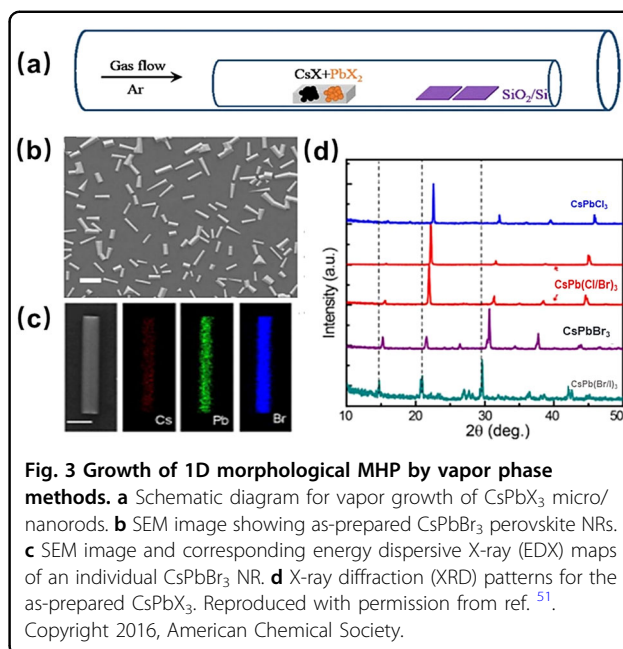 (a)
Gas flow
Ar
CsX+PbX₂
SiO₂/Si
(b)
(c)
Cs
Pb
Br
(d)
Intensity (a.u.)
CsPbCl₃
CsPb(Cl/Br)₃
CsPbBr₃
CsPb(Br/I)₃
10 20 30 40 50
2θ (deg.)
Fig. 3 Growth of 1D morphological MHP by vapor phase
methods. a Schematic diagram for vapor growth of CsPbX₃ micro/
nanorods. b SEM image showing as-prepared CsPbBr₃ perovskite NRs.
c SEM image and corresponding energy dispersive X-ray (EDX) maps
of an individual CsPbBr₃ NR. d X-ray diffraction (XRD) patterns for the
as-prepared CsPbX₃. Reproduced with permission from ref. ⁵¹.
Copyright 2016, American Chemical Society.